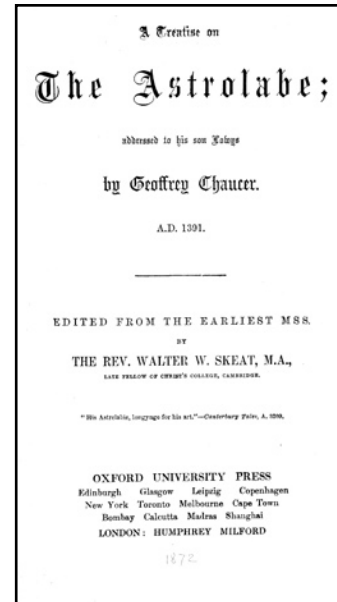 A Treatise on
The Astrolabe;
addressed to his son Lowys
by Geoffrey Chaucer.
A.D. 1391.
EDITED FROM THE EARLIEST MSS.
BY
THE REV. WALTER W. SKEAT, M.A.,
LATE FELLOW OF CHRIST'S COLLEGE, CAMBRIDGE.
"His Astrelabe, longynge for his art."—Canterbury Tales, A.
OXFORD UNIVERSITY PRESS
Edinburgh Glasgow Leipzig Copenhagen
New York Toronto Melbourne Cape Town
Bombay Calcutta Madras Shanghai
LONDON: HUMPHREY MILFORD
1872